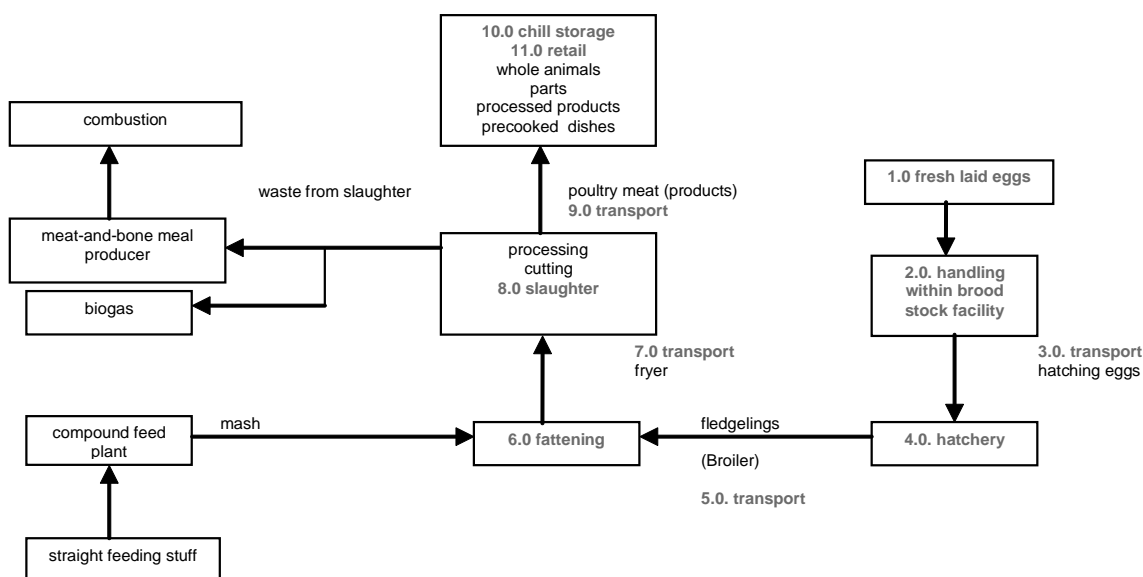 10.0 chill storage
11.0 retail
whole animals
parts
processed products
precooked dishes
combustion
waste from slaughter
poultry meat (products)
9.0 transport
1.0 fresh laid eggs
meat-and-bone meal
producer
processing
cutting
8.0 slaughter
2.0. handling
within brood
stock facility
biogas
7.0 transport
fryer
3.0. transport
hatching eggs
compound feed
plant
mash
6.0 fattening
fledgelings
(Broiler)
5.0. transport
4.0. hatchery
straight feeding stuff